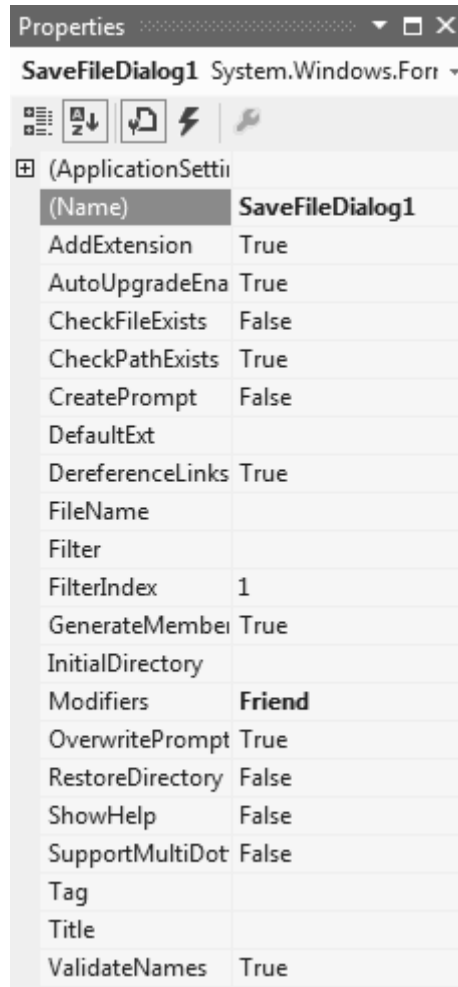 Properties
SaveFileDialog1 System.Windows.Forr
(ApplicationSettii
(Name) SaveFileDialog1
AddExtension True
AutoUpgradeEna True
CheckFileExists False
CheckPathExists True
CreatePrompt False
DefaultExt
DereferenceLinks True
FileName
Filter
FilterIndex 1
GenerateMember True
InitialDirectory
Modifiers Friend
OverwritePrompt True
RestoreDirectory False
ShowHelp False
SupportMultiDot False
Tag
Title
ValidateNames True